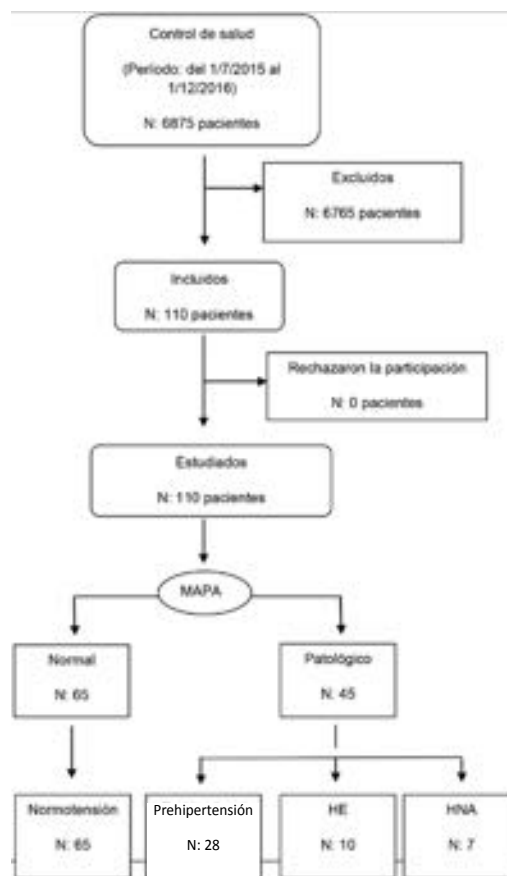 Control de salud
(Período: del 1/7/2015 al
1/12/2016)
N: 6875 pacientes
Excluidos
N: 6765 pacientes
Incluidos
N: 110 pacientes
Rechazaron la participación
N: 0 pacientes
Estudiados
N: 110 pacientes
MAPA
Normal
N: 65
Patológico
N: 45
Normotensión
N: 65
Prehipertensión
N: 28
HE
N: 10
HNA
N: 7